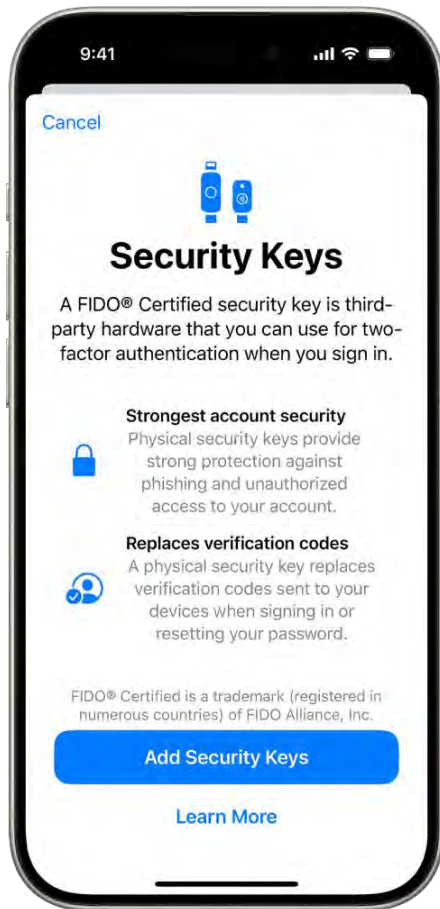 9:41
Cancel
Security Keys
A FIDO® Certified security key is third-
party hardware that you can use for two-
factor authentication when you sign in.
Strongest account security
Physical security keys provide
strong protection against
phishing and unauthorized
access to your account.
Replaces verification codes
A physical security key replaces
verification codes sent to your
devices when signing in or
resetting your password.
FIDO® Certified is a trademark (registered in
numerous countries) of FIDO Alliance, Inc.
Add Security Keys
Learn More